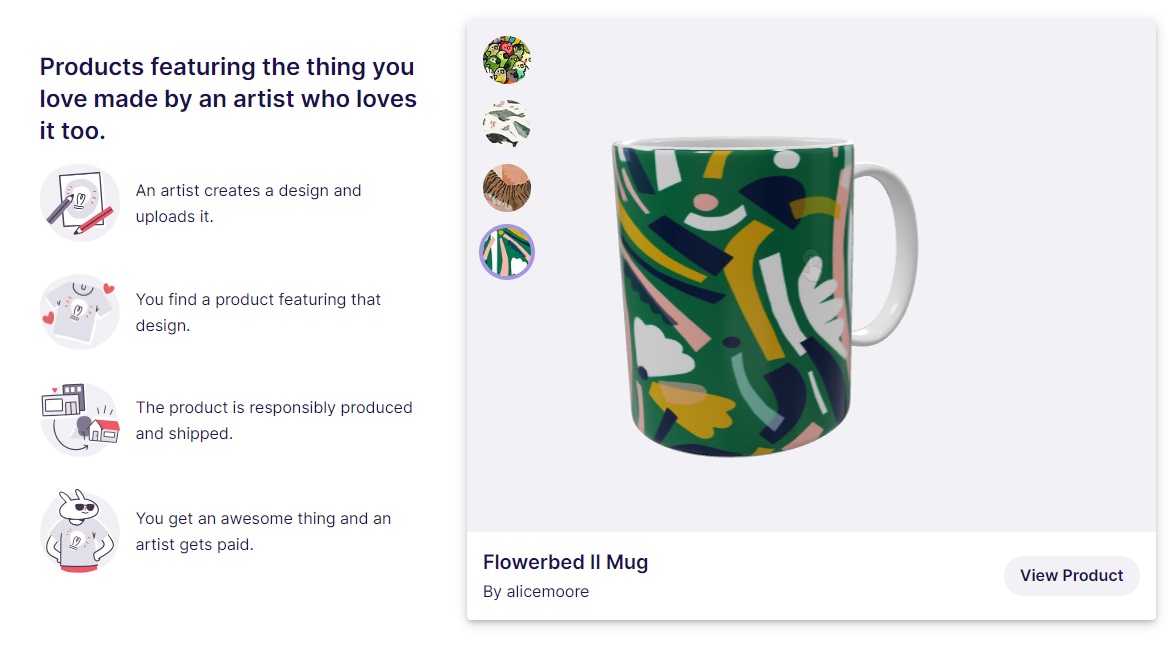 Products featuring the thing you
love made by an artist who loves
it too.
An artist creates a design and
uploads it.
You find a product featuring that
design.
The product is responsibly produced
and shipped.
You get an awesome thing and an
artist gets paid.
Flowerbed II Mug
By alicemoore
View Product